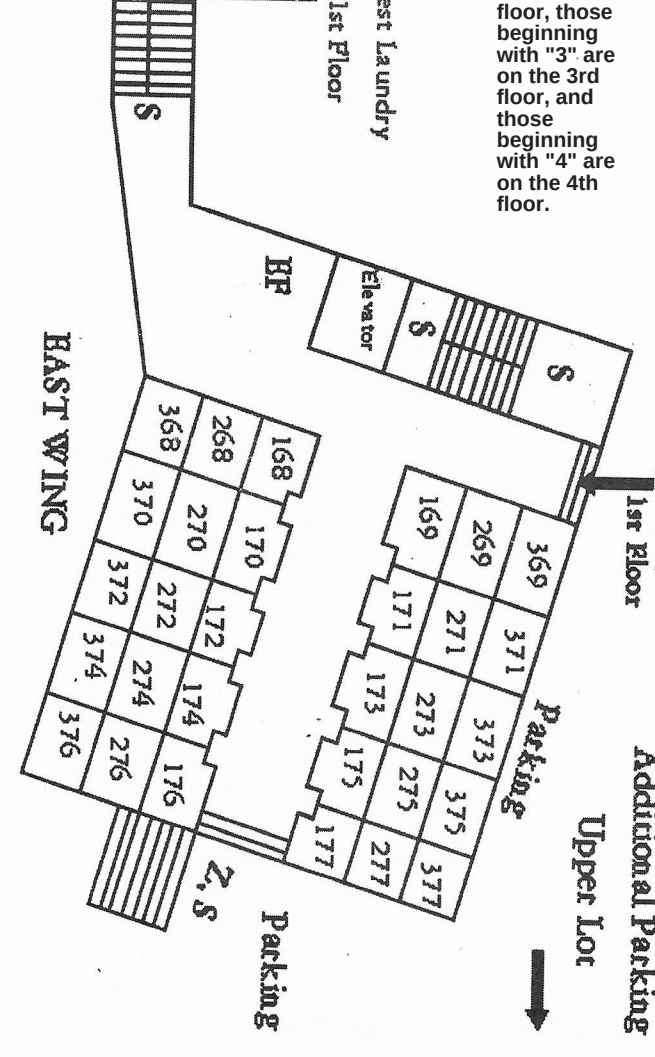 floor, those
beginning
with "3" are
on the 3rd
floor, and
those
beginning
with "4" are
on the 4th
floor.
est Laundry
1st Floor
S
EF
Elevator
S
S
1st Floor
EAST WING
368 268 168
370 270 170
372 272 172
374 274 174
376 276 176
169 269 369
171 271 371
173 273 373
175 275 375
177 277 377
Parking
Additional Parking
Upper Lot
Z, S
Parking